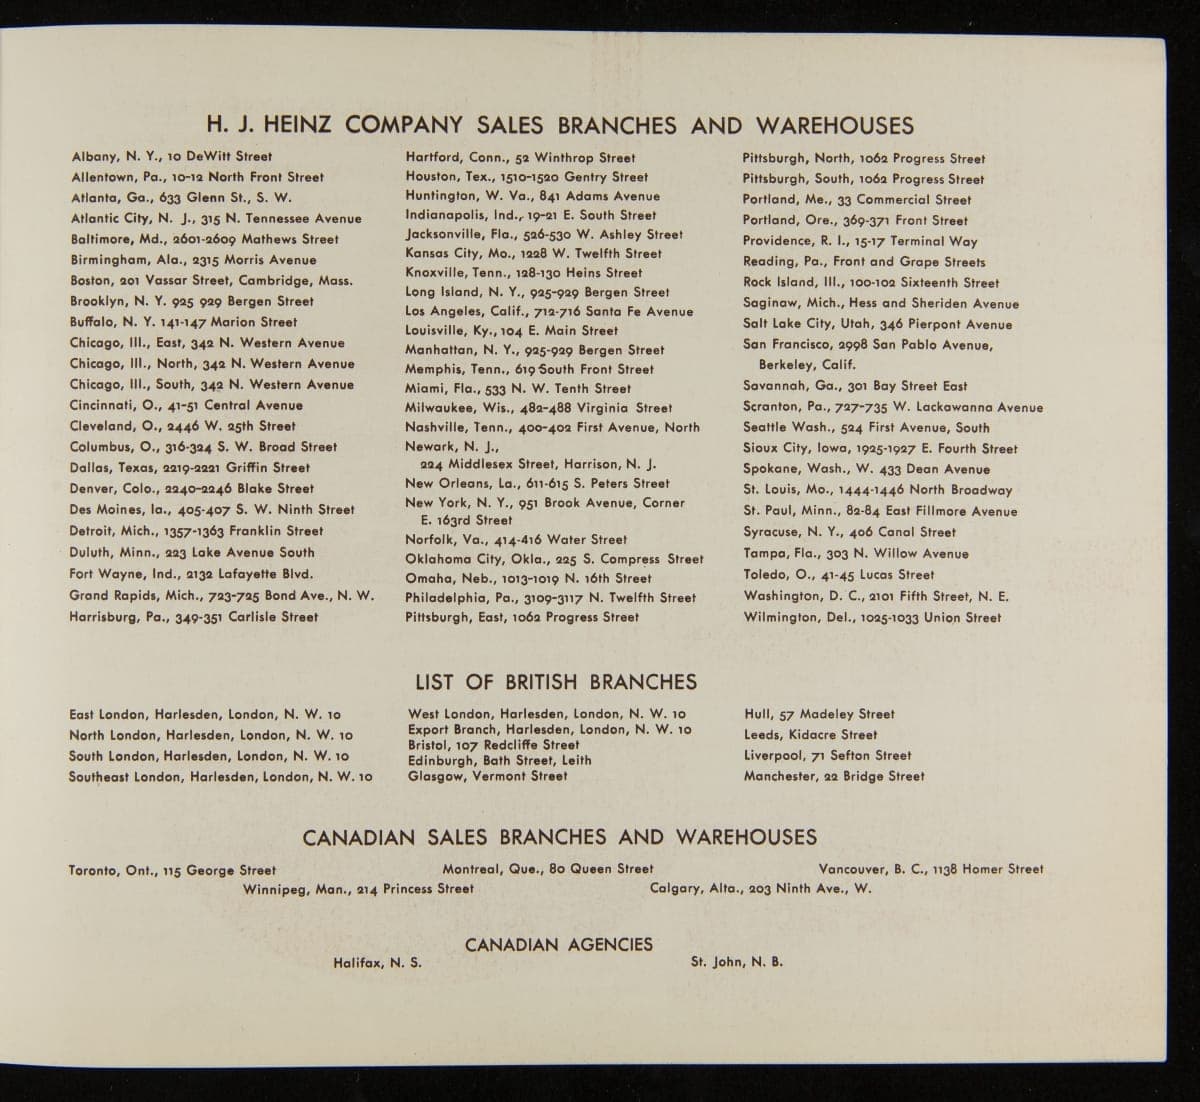 H. J. HEINZ COMPANY SALES BRANCHES AND WAREHOUSES
Albany, N. Y., 10 DeWitt Street
Allentown, Pa., 10-12 North Front Street
Atlanta, Ga., 633 Glenn St., S. W.
Atlantic City, N. J., 315 N. Tennessee Avenue
Baltimore, Md., 2601-2609 Mathews Street
Birmingham, Ala., 2315 Morris Avenue
Boston, 201 Vassar Street, Cambridge, Mass.
Brooklyn, N. Y. 925 929 Bergen Street
Buffalo, N. Y. 141-147 Marion Street
Chicago, Ill., East, 342 N. Western Avenue
Chicago, Ill., North, 342 N. Western Avenue
Chicago, Ill., South, 342 N. Western Avenue
Cincinnati, O., 41-51 Central Avenue
Cleveland, O., 2446 W. 25th Street
Columbus, O., 316-324 S. W. Broad Street
Dallas, Texas, 2219-2221 Griffin Street
Denver, Colo., 2240-2246 Blake Street
Des Moines, Ia., 405-407 S. W. Ninth Street
Detroit, Mich., 1357-1363 Franklin Street
Duluth, Minn., 223 Lake Avenue South
Fort Wayne, Ind., 2132 Lafayette Blvd.
Grand Rapids, Mich., 723-725 Bond Ave., N. W.
Harrisburg, Pa., 349-351 Carlisle Street
Hartford, Conn., 52 Winthrop Street
Houston, Tex., 1510-1520 Gentry Street
Huntington, W. Va., 841 Adams Avenue
Indianapolis, Ind., 19-21 E. South Street
Jacksonville, Fla., 526-530 W. Ashley Street
Kansas City, Mo., 1228 W. Twelfth Street
Knoxville, Tenn., 128-130 Heins Street
Long Island, N. Y., 925-929 Bergen Street
Los Angeles, Calif., 712-716 Santa Fe Avenue
Louisville, Ky., 104 E. Main Street
Manhattan, N. Y., 925-929 Bergen Street
Memphis, Tenn., 619 South Front Street
Miami, Fla., 533 N. W. Tenth Street
Milwaukee, Wis., 482-488 Virginia Street
Nashville, Tenn., 400-402 First Avenue, North
Newark, N. J.,
224 Middlesex Street, Harrison, N. J.
New Orleans, La., 611-615 S. Peters Street
New York, N. Y., 951 Brook Avenue, Corner
E. 163rd Street
Norfolk, Va., 414-416 Water Street
Oklahoma City, Okla., 225 S. Compress Street
Omaha, Neb., 1013-1019 N. 16th Street
Philadelphia, Pa., 3109-3117 N. Twelfth Street
Pittsburgh, East, 1062 Progress Street
Pittsburgh, North, 1062 Progress Street
Pittsburgh, South, 1062 Progress Street
Portland, Me., 33 Commercial Street
Portland, Ore., 369-371 Front Street
Providence, R. I., 15-17 Terminal Way
Reading, Pa., Front and Grape Streets
Rock Island, Ill., 100-102 Sixteenth Street
Saginaw, Mich., Hess and Sheriden Avenue
Salt Lake City, Utah, 346 Pierpont Avenue
San Francisco, 2998 San Pablo Avenue,
Berkeley, Calif.
Savannah, Ga., 301 Bay Street East
Scranton, Pa., 727-735 W. Lackawanna Avenue
Seattle Wash., 524 First Avenue, South
Sioux City, Iowa, 1925-1927 E. Fourth Street
Spokane, Wash., W. 433 Dean Avenue
St. Louis, Mo., 1444-1446 North Broadway
St. Paul, Minn., 82-84 East Fillmore Avenue
Syracuse, N. Y., 406 Canal Street
Tampa, Fla., 303 N. Willow Avenue
Toledo, O., 41-45 Lucas Street
Washington, D. C., 2101 Fifth Street, N. E.
Wilmington, Del., 1025-1033 Union Street
LIST OF BRITISH BRANCHES
East London, Harlesden, London, N. W. 10
North London, Harlesden, London, N. W. 10
South London, Harlesden, London, N. W. 10
Southeast London, Harlesden, London, N. W. 10
West London, Harlesden, London, N. W. 10
Export Branch, Harlesden, London, N. W. 10
Bristol, 107 Redcliffe Street
Edinburgh, Bath Street, Leith
Glasgow, Vermont Street
Hull, 57 Madeley Street
Leeds, Kidacre Street
Liverpool, 71 Sefton Street
Manchester, 22 Bridge Street
CANADIAN SALES BRANCHES AND WAREHOUSES
Toronto, Ont., 115 George Street
Montreal, Que., 80 Queen Street
Vancouver, B. C., 1138 Homer Street
Winnipeg, Man., 214 Princess Street
Calgary, Alta., 203 Ninth Ave., W.
CANADIAN AGENCIES
Halifax, N. S.
St. John, N. B.